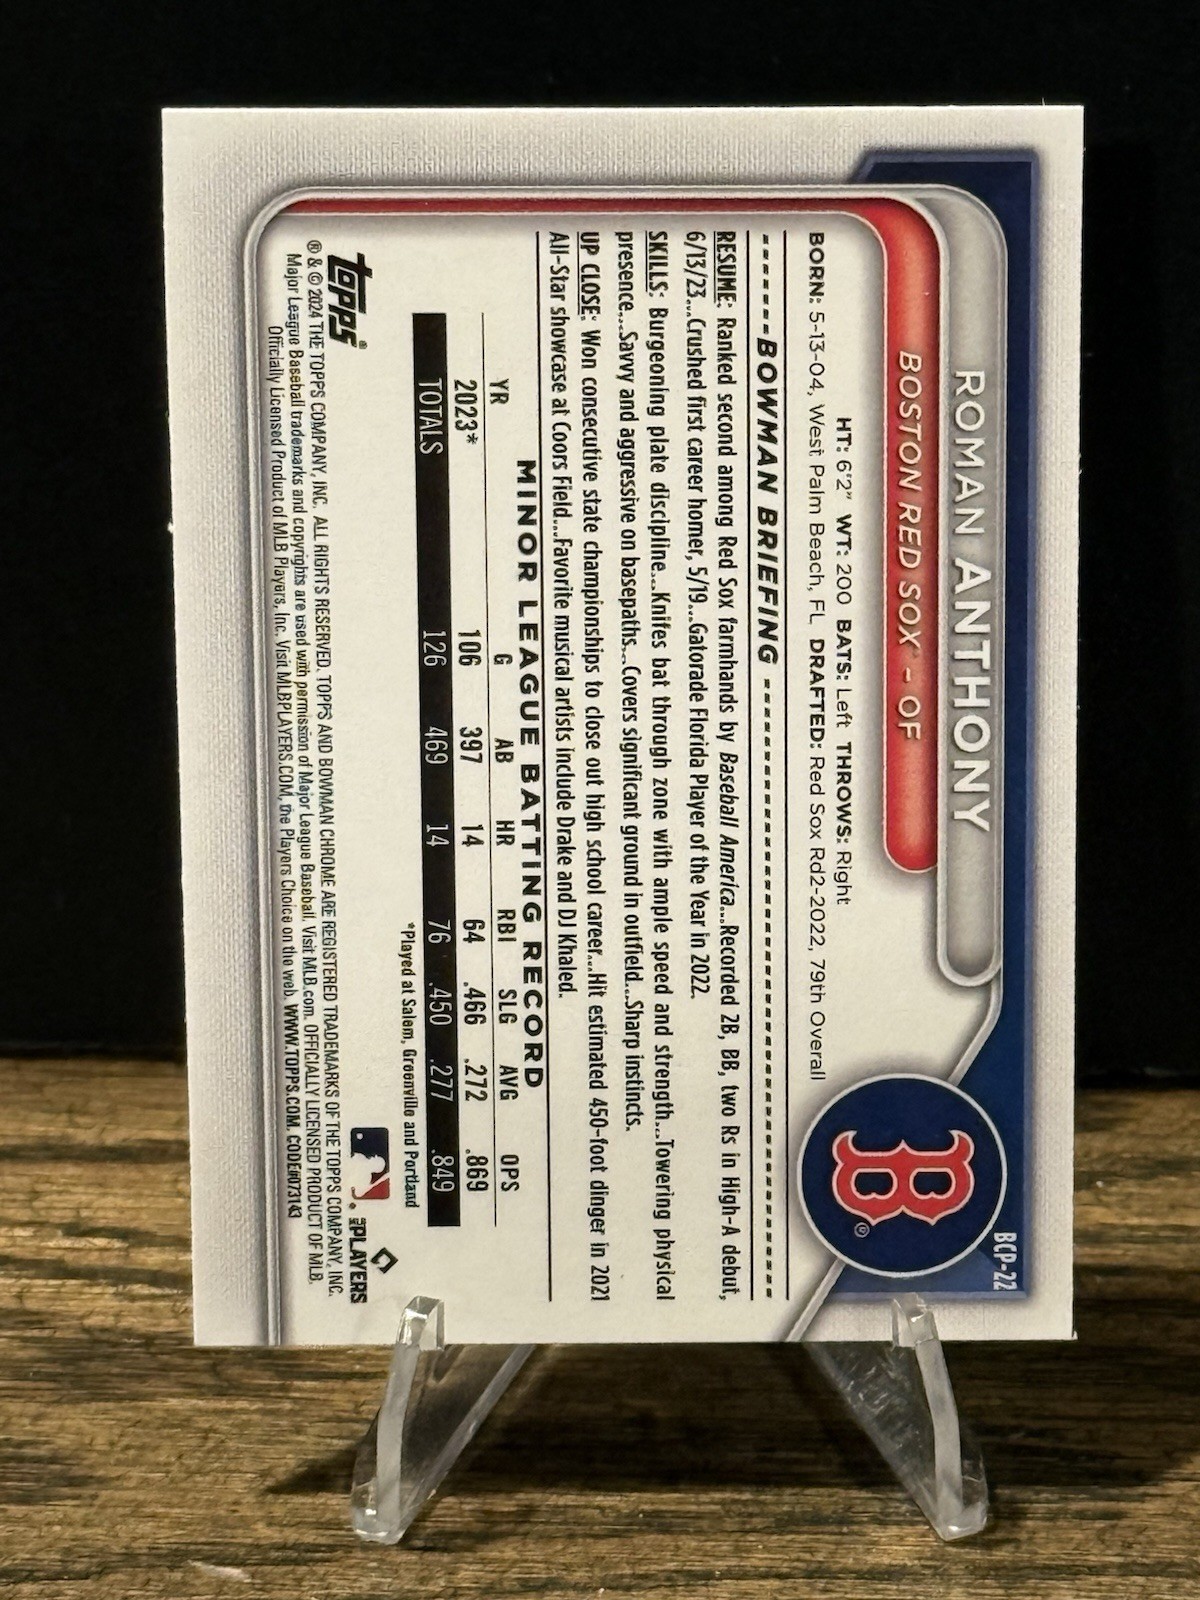 BCP-22
ROMAN ANTHONY
BOSTON RED SOX® - OF
HT: 6'2" WT: 200 BATS: Left THROWS: Right
BORN: 5-13-04, West Palm Beach, FL DRAFTED: Red Sox Rd2-2022, 79th Overall
BOWMAN BRIEFING
RESUME: Ranked second among Red Sox farmhands by Baseball America...Recorded 2B, BB, two Rs in High-A debut,
6/13/23...Crushed first career homer, 5/19...Gatorade Florida Player of the Year in 2022.
SKILLS: Burgeoning plate discipline...Knifes bat through zone with ample speed and strength...Towering physical
presence...Savvy and aggressive on basepaths...Covers significant ground in outfield...Sharp instincts.
UP CLOSE: Won consecutive state championships to close out high school career...Hit estimated 450-foot dinger in 2021
All-Star showcase at Coors Field...Favorite musical artists include Drake and DJ Khaled.
MINOR LEAGUE BATTING RECORD
YR G AB HR RBI SLG AVG OPS
2023* 106 397 14 64 .466 .272 .869
TOTALS 126 469 14 76 .450 .277 .849
*Played at Salem, Greenville and Portland
topps®
MLB PLAYERS
® & © 2024 THE TOPPS COMPANY, INC. ALL RIGHTS RESERVED. TOPPS AND BOWMAN CHROME ARE REGISTERED TRADEMARKS OF THE TOPPS COMPANY, INC.
Major League Baseball trademarks and copyrights are used with permission of Major League Baseball. Visit MLB.com. OFFICIALLY LICENSED PRODUCT OF MLB
Officially Licensed Product of MLB Players, Inc. Visit MLBPLAYERS.COM, the Players Choice on the web. WWW.TOPPS.COM. CODE#073143